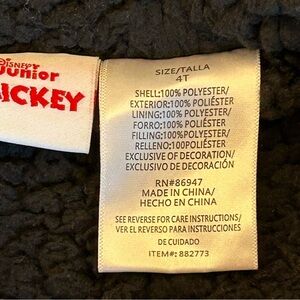 Disney
Junior
MICKEY
SIZE/TALLA
4T
SHELL:100% POLYESTER/
EXTERIOR:100% POLIÉSTER
LINING:100% POLYESTER/
FORRO:100% POLIÉSTER
FILLING:100% POLYESTER/
RELLENO:100POLIÉSTER
EXCLUSIVE OF DECORATION/
EXCLUSIVO DE DECORACIÓN
RN#86947
MADE IN CHINA/
HECHO EN CHINA
SEE REVERSE FOR CARE INSTRUCTIONS/
VER EL REVERSO PARA INSTRUCCIONES
DE CUIDADO
ITEM#: 882773